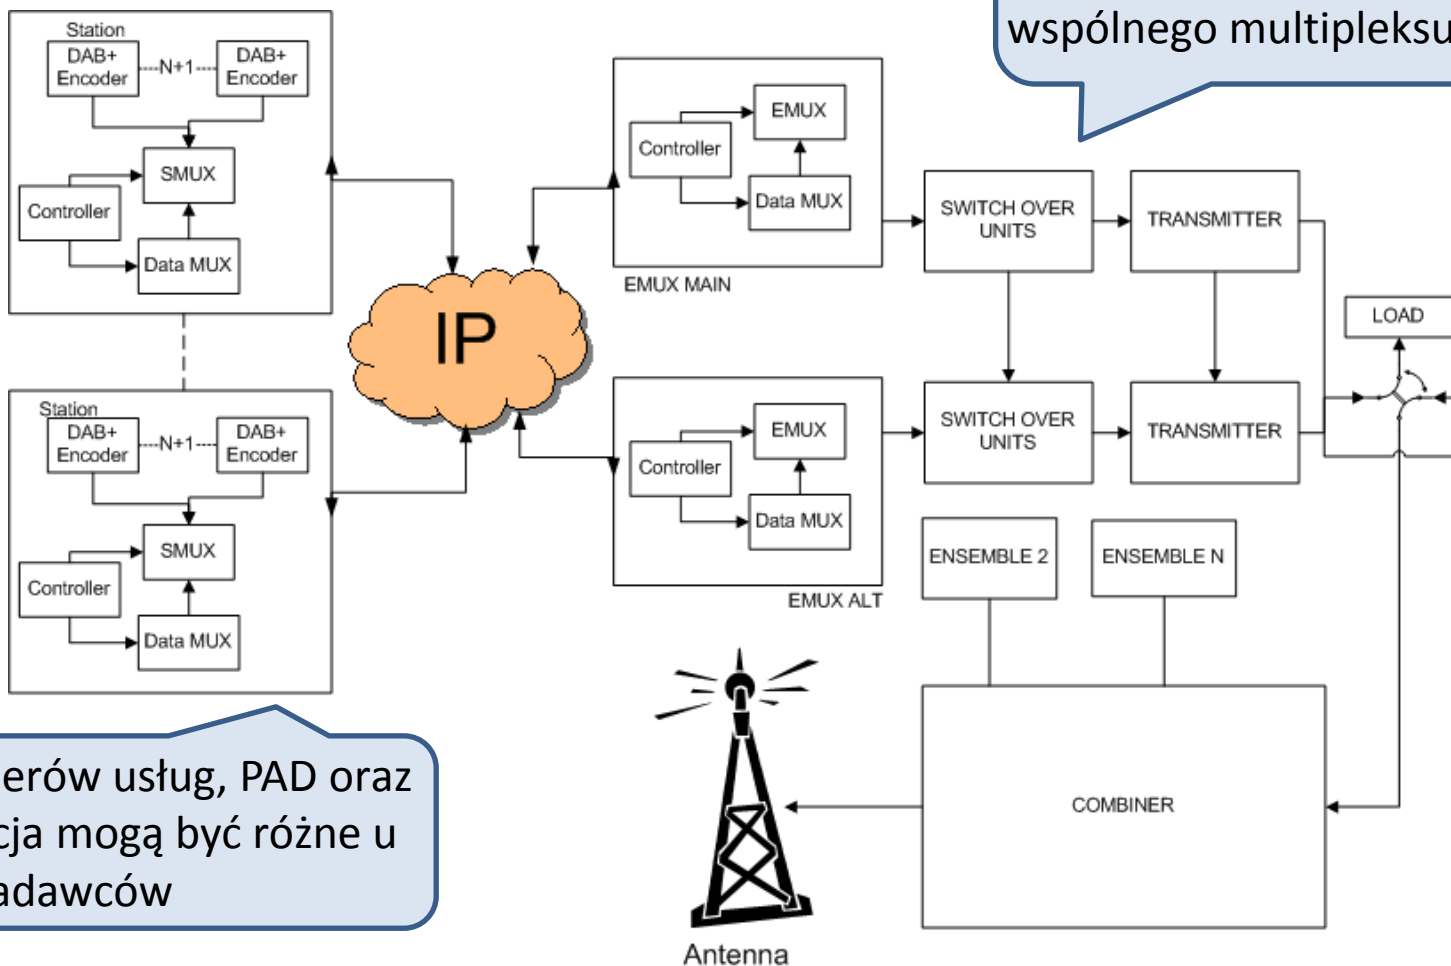 wspólnego multipleksu
Station
DAB+
Encoder
N+1
DAB+
Encoder
SMUX
Controller
Data MUX
Station
DAB+
Encoder
N+1
DAB+
Encoder
SMUX
Controller
Data MUX
IP
EMUX
Controller
Data MUX
EMUX MAIN
EMUX
Controller
Data MUX
EMUX ALT
SWITCH OVER
UNITS
TRANSMITTER
SWITCH OVER
UNITS
TRANSMITTER
LOAD
ENSEMBLE 2
ENSEMBLE N
COMBINER
Antenna
erów usług, PAD oraz
cja mogą być różne u
adawców